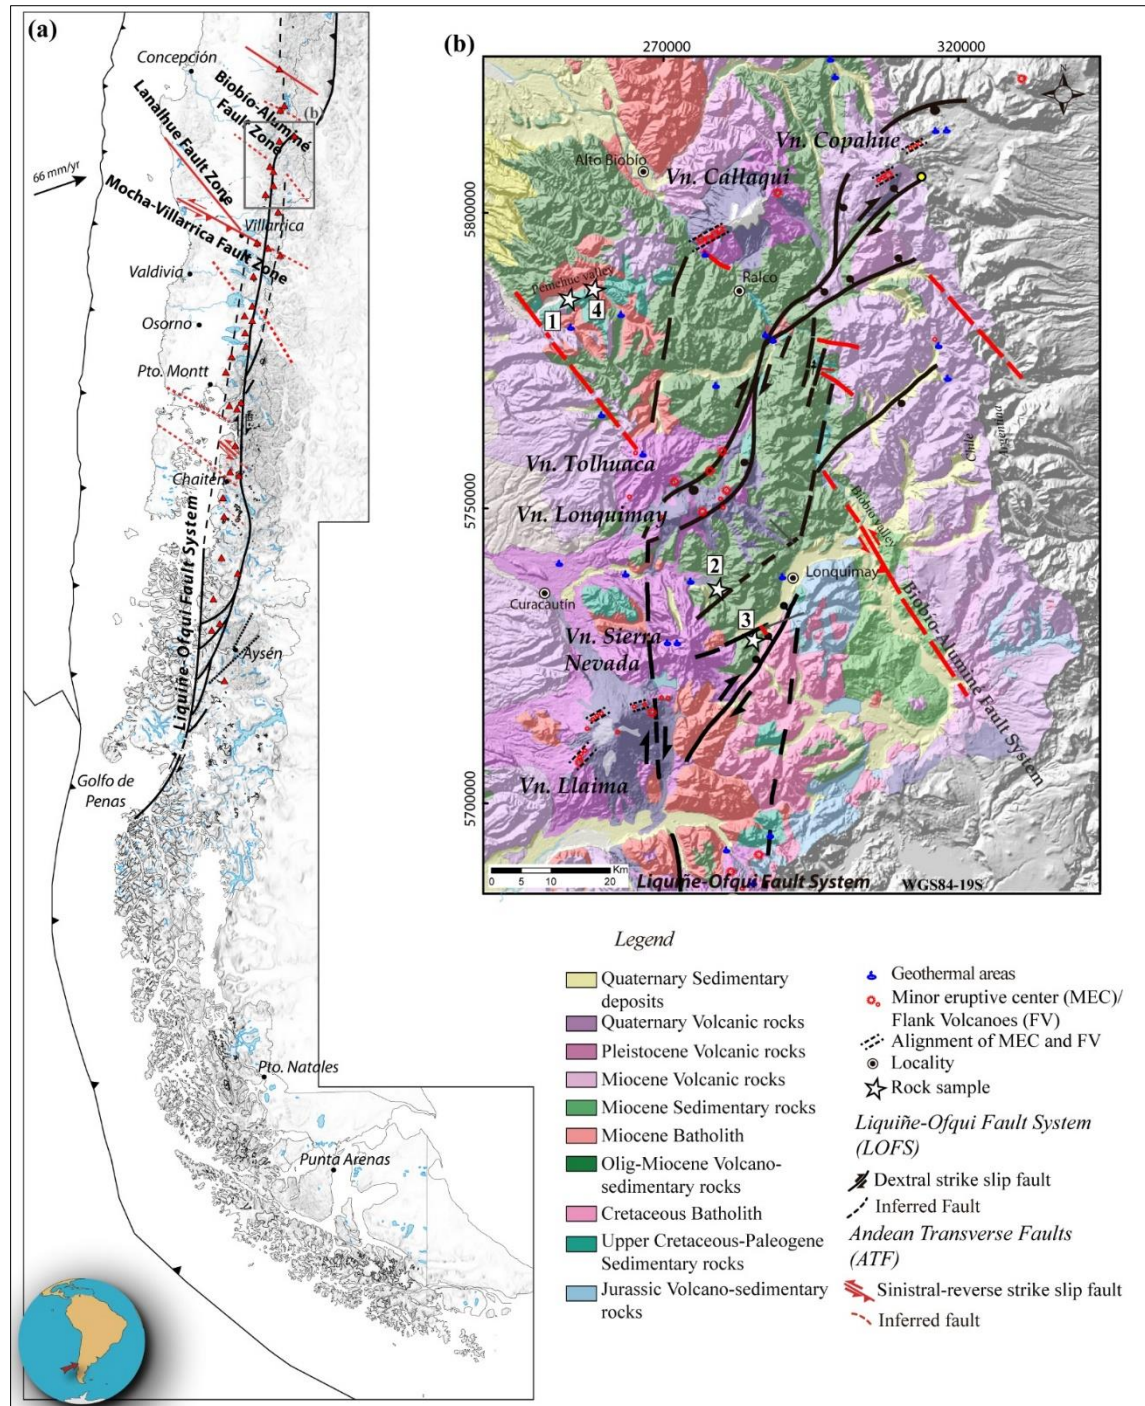 (a)
Concepción
Biobío-Aluminé
Fault Zone
(b)
Lanalhue Fault Zone
66 mm/yr
Mocha-Villarrica Fault Zone
Villarrica
Valdivia
Osorno
Pto. Montt
Chaitén
Liquiñe-Ofqui Fault System
Aysén
Golfo de
Penas
Pto. Natales
Punta Arenas
(b)
270000
320000
5800000
5750000
5700000
N
Vn. Copahue
Alto Biobío
Vn. Callaqui
Ralco
Pemehue valley
1
4
Vn. Tolhuaca
Chile
Argentina
Vn. Lonquimay
Biobío valley
2
Lonquimay
Curacautín
3
Vn. Sierra
Nevada
Biobío-Aluminé Fault System
Vn. Llaima
Km
0 5 10 20
Liquiñe-Ofqui Fault System
WGS84-19S
Legend
Quaternary Sedimentary
deposits
Quaternary Volcanic rocks
Pleistocene Volcanic rocks
Miocene Volcanic rocks
Miocene Sedimentary rocks
Miocene Batholith
Olig-Miocene Volcano-
sedimentary rocks
Cretaceous Batholith
Upper Cretaceous-Paleogene
Sedimentary rocks
Jurassic Volcano-sedimentary
rocks
Geothermal areas
Minor eruptive center (MEC)/
Flank Volcanoes (FV)
Alignment of MEC and FV
Locality
Rock sample
Liquiñe-Ofqui Fault System
(LOFS)
Dextral strike slip fault
Inferred Fault
Andean Transverse Faults
(ATF)
Sinistral-reverse strike slip fault
Inferred fault